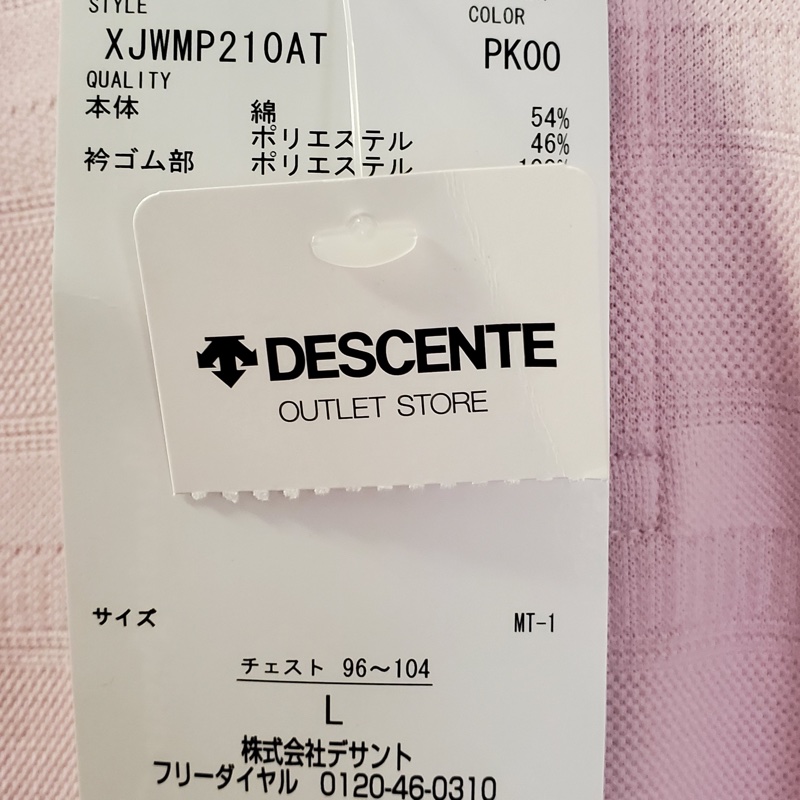 STYLE
COLOR
XJWMP210AT
PK00
QUALITY
本体 綿 54%
ポリエステル 46%
衿ゴム部 ポリエステル 100%
DESCENTE
OUTLET STORE
サイズ
MT-1
チェスト 96～104
L
株式会社デサント
フリーダイヤル 0120-46-0310